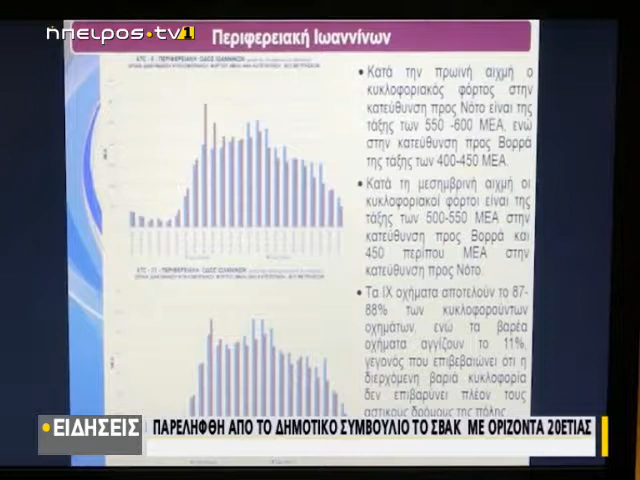 ηπειρος.tv1
Περιφερειακή Ιωαννίνων
• Κατά την πρωινή αιχμή ο
κυκλοφοριακός φόρτος στην
κατεύθυνση προς Νότο είναι της
τάξης των 550 -600 ΜΕΑ, ενώ
στην κατεύθυνση προς Βορρά
της τάξης των 400-450 ΜΕΑ.
• Κατά τη μεσημβρινή αιχμή οι
κυκλοφοριακοί φόρτοι είναι της
τάξης των 500-550 ΜΕΑ στην
κατεύθυνση προς Βορρά και
450 περίπου ΜΕΑ στην
κατεύθυνση προς Νότο.
• Τα ΙΧ οχήματα αποτελούν το 87-
88% των κυκλοφορούντων
οχημάτων, ενώ τα βαρέα
οχήματα αγγίζουν το 11%,
γεγονός που επιβεβαιώνει ότι η
διερχόμενη βαριά κυκλοφορία
δεν επιβαρύνει πλέον τους
αστικούς δρόμους της πόλης.
• ΕΙΔΗΣΕΙΣ
ΠΑΡΕΛΗΦΘΗ ΑΠΟ ΤΟ ΔΗΜΟΤΙΚΟ ΣΥΜΒΟΥΛΙΟ ΤΟ ΣΒΑΚ ΜΕ ΟΡΙΖΟΝΤΑ 20ΕΤΙΑΣ